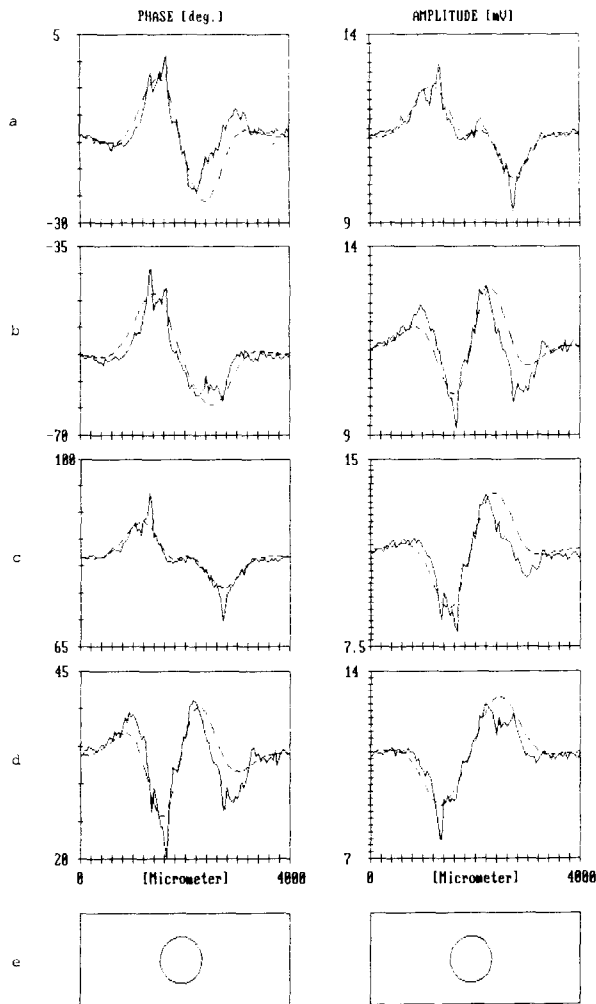 PHASE [deg.] AMPLITUDE [mV]
5 14
a
-30 9
-35 14
b
-70 9
100 15
c
65 7.5
45 14
d
20 7
0 [Micrometer] 4000 0 [Micrometer] 4000
e